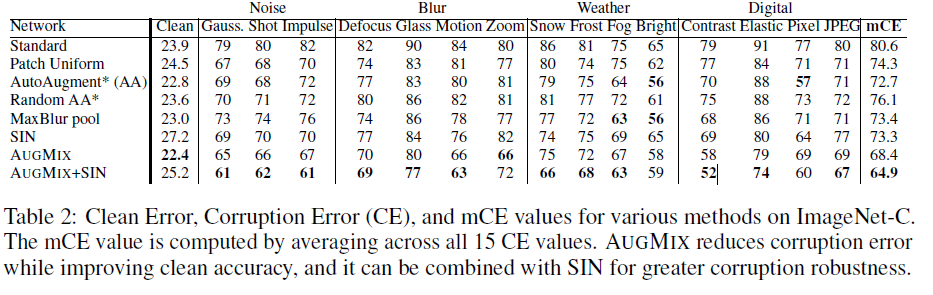 Noise Blur Weather Digital
Network Clean Gauss. Shot Impulse Defocus Glass Motion Zoom Snow Frost Fog Bright Contrast Elastic Pixel JPEG mCE
Standard 23.9 79 80 82 82 90 84 80 86 81 75 65 79 91 77 80 80.6
Patch Uniform 24.5 67 68 70 74 83 81 77 80 74 75 62 77 84 71 71 74.3
AutoAugment* (AA) 22.8 69 68 72 77 83 80 81 79 75 64 56 70 88 57 71 72.7
Random AA* 23.6 70 71 72 80 86 82 81 81 77 72 61 75 88 73 72 76.1
MaxBlur pool 23.0 73 74 76 74 86 78 77 77 72 63 56 68 86 71 71 73.4
SIN 27.2 69 70 70 77 84 76 82 74 75 69 65 69 80 64 77 73.3
AUGMIX 22.4 65 66 67 70 80 66 66 75 72 67 58 58 79 69 69 68.4
AUGMIX+SIN 25.2 61 62 61 69 77 63 72 66 68 63 59 52 74 60 67 64.9
Table 2: Clean Error, Corruption Error (CE), and mCE values for various methods on ImageNet-C.
The mCE value is computed by averaging across all 15 CE values. AUGMIX reduces corruption error
while improving clean accuracy, and it can be combined with SIN for greater corruption robustness.